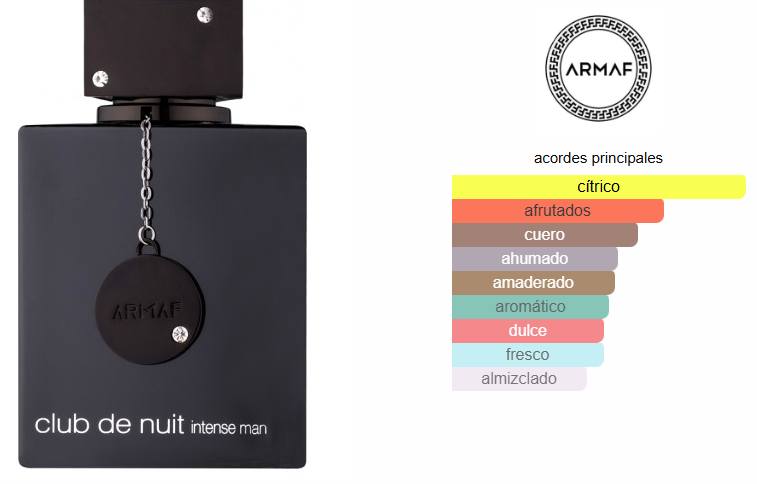 ARMAF
club de nuit intense man
ARMAF
acordes principales
cítrico
afrutados
cuero
ahumado
amaderado
aromático
dulce
fresco
almizclado